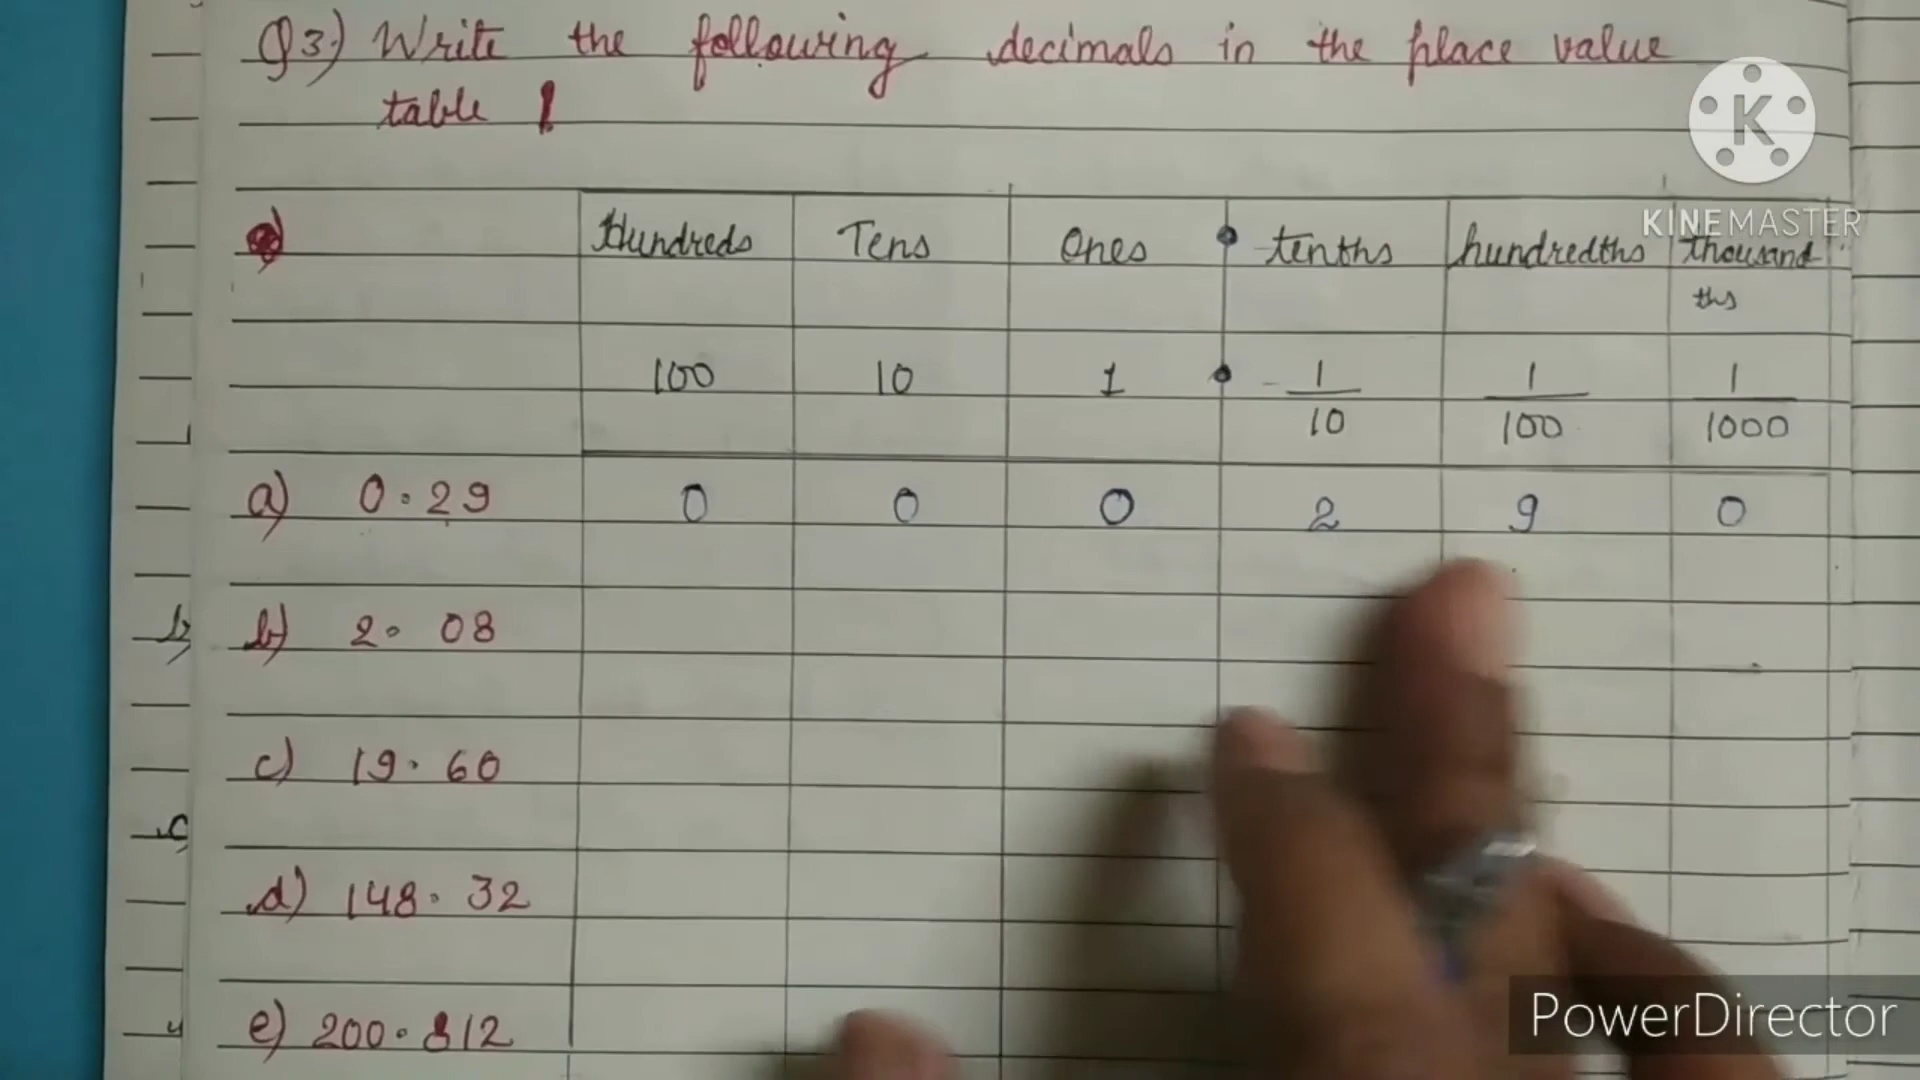 Q3.) Write the following decimals in the place value
table !
K
KINEMASTER
Hundreds Tens Ones • tenths hundredths thousand
ths
100 10 1 • 1/10 1/100 1/1000
a) 0.29 0 0 0 2 9 0
b) 2.08
c) 19.60
d) 148.32
e) 200.812
PowerDirector